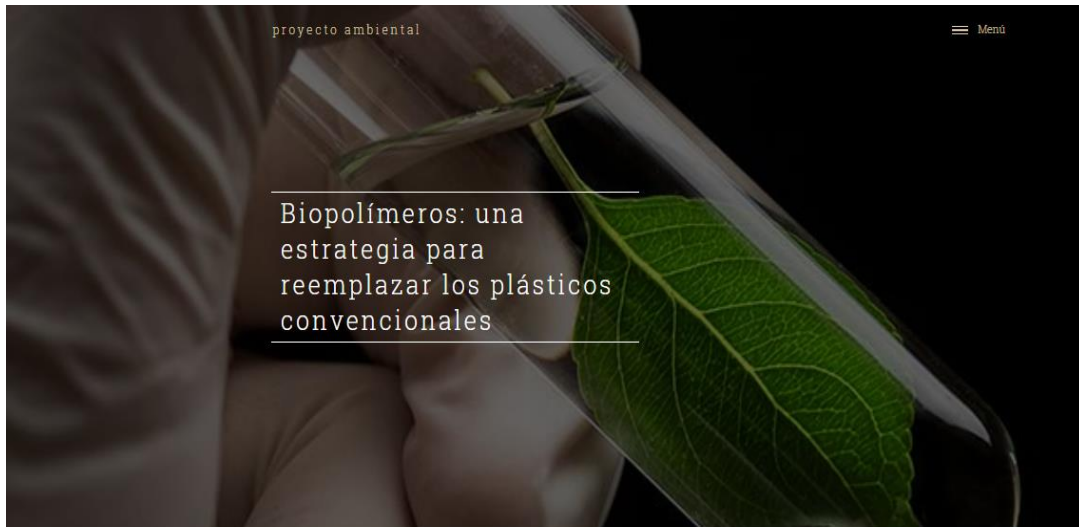 proyecto ambiental
Menú
Biopolímeros: una
estrategia para
reemplazar los plásticos
convencionales